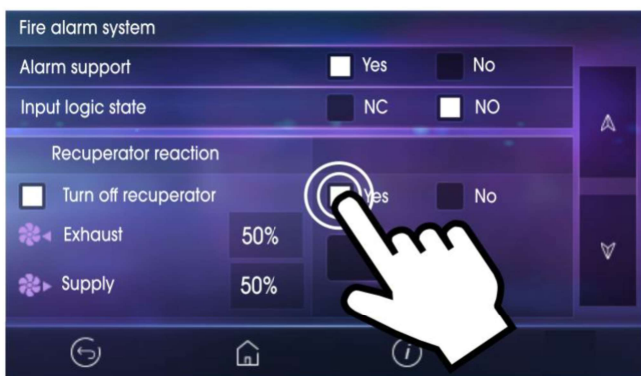 Fire alarm system
Alarm support Yes No
Input logic state NC NO
Recuperator reaction
Turn off recuperator Yes No
Exhaust 50%
Supply 50%
i